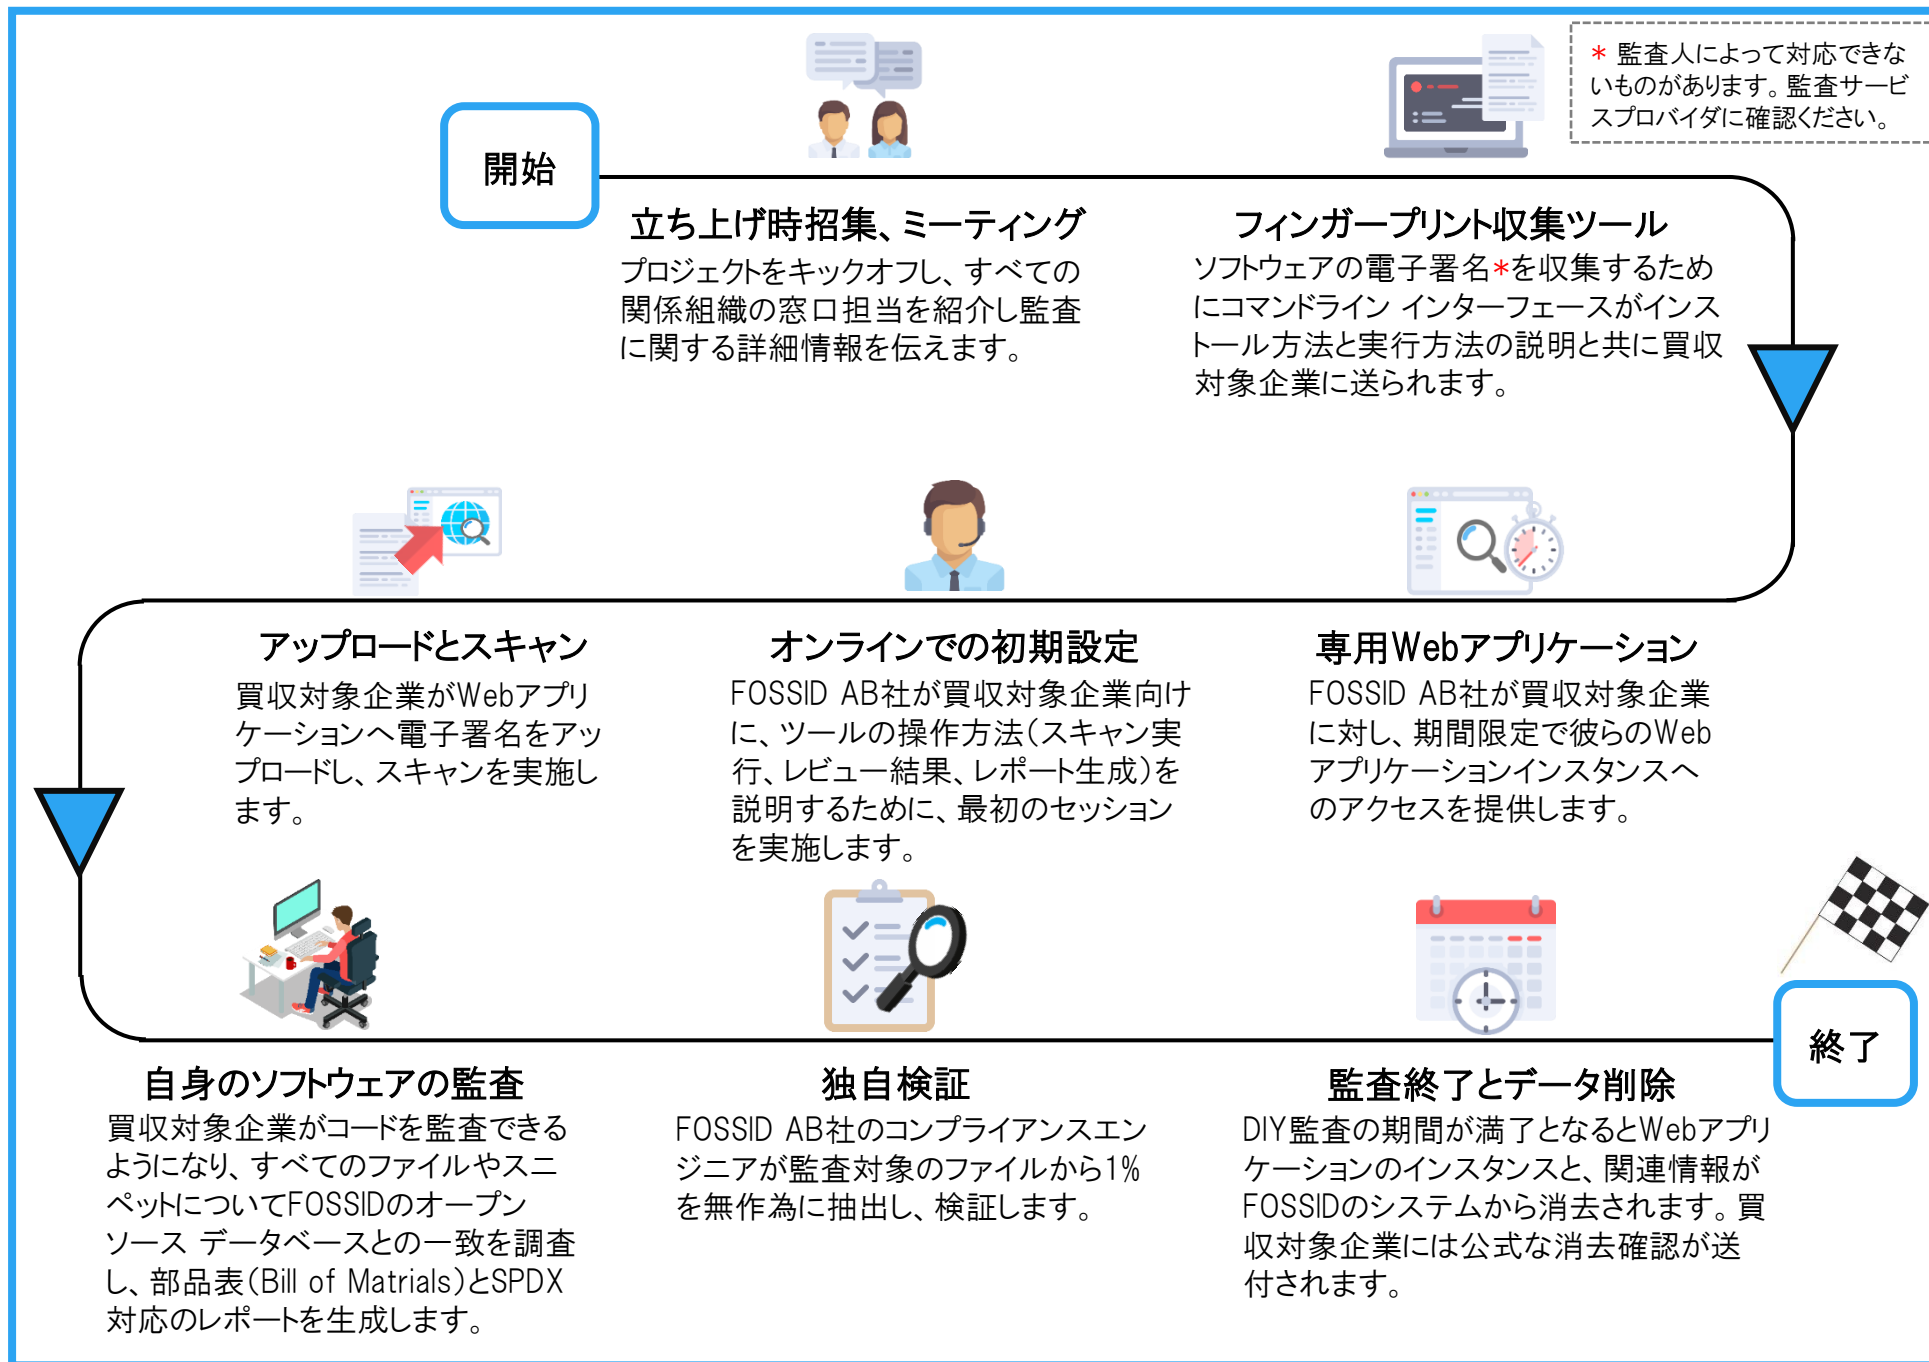 * 監査人によって対応できな
いものがあります。監査サービ
スプロバイダに確認ください。
開始
立ち上げ時招集、ミーティング
プロジェクトをキックオフし、すべての
関係組織の窓口担当を紹介し監査
に関する詳細情報を伝えます。
フィンガープリント収集ツール
ソフトウェアの電子署名*を収集するため
にコマンドライン インターフェースがインス
トール方法と実行方法の説明と共に買収
対象企業に送られます。
専用Webアプリケーション
FOSSID AB社が買収対象企業
に対し、期間限定で彼らのWeb
アプリケーションインスタンスへ
のアクセスを提供します。
オンラインでの初期設定
FOSSID AB社が買収対象企業向け
に、ツールの操作方法(スキャン実
行、レビュー結果、レポート生成)を
説明するために、最初のセッション
を実施します。
アップロードとスキャン
買収対象企業がWebアプリ
ケーションへ電子署名をアッ
プロードし、スキャンを実施し
ます。
自身のソフトウェアの監査
買収対象企業がコードを監査できる
ようになり、すべてのファイルやスニ
ペットについてFOSSIDのオープン
ソース データベースとの一致を調査
し、部品表(Bill of Matrials)とSPDX
対応のレポートを生成します。
独自検証
FOSSID AB社のコンプライアンスエン
ジニアが監査対象のファイルから1%
を無作為に抽出し、検証します。
監査終了とデータ削除
DIY監査の期間が満了となるとWebアプリ
ケーションのインスタンスと、関連情報が
FOSSIDのシステムから消去されます。買
収対象企業には公式な消去確認が送
付されます。
終了